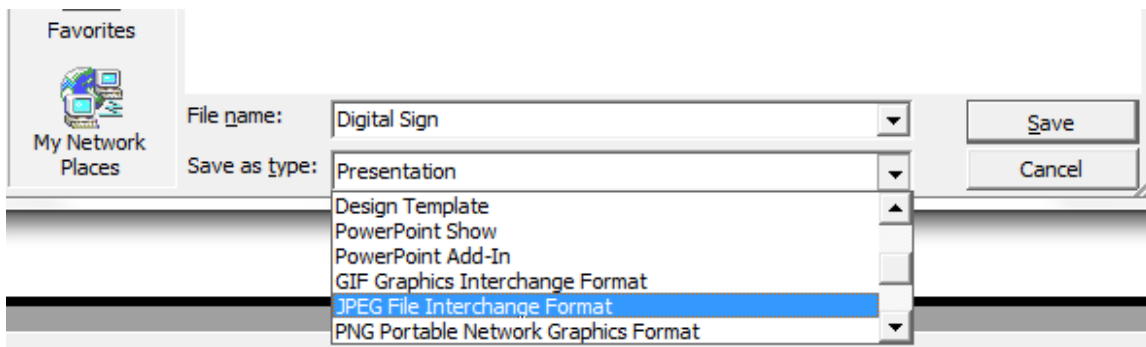 Favorites
My Network
Places
File name:
Digital Sign
Save
Save as type:
Presentation
Cancel
Design Template
PowerPoint Show
PowerPoint Add-In
GIF Graphics Interchange Format
JPEG File Interchange Format
PNG Portable Network Graphics Format